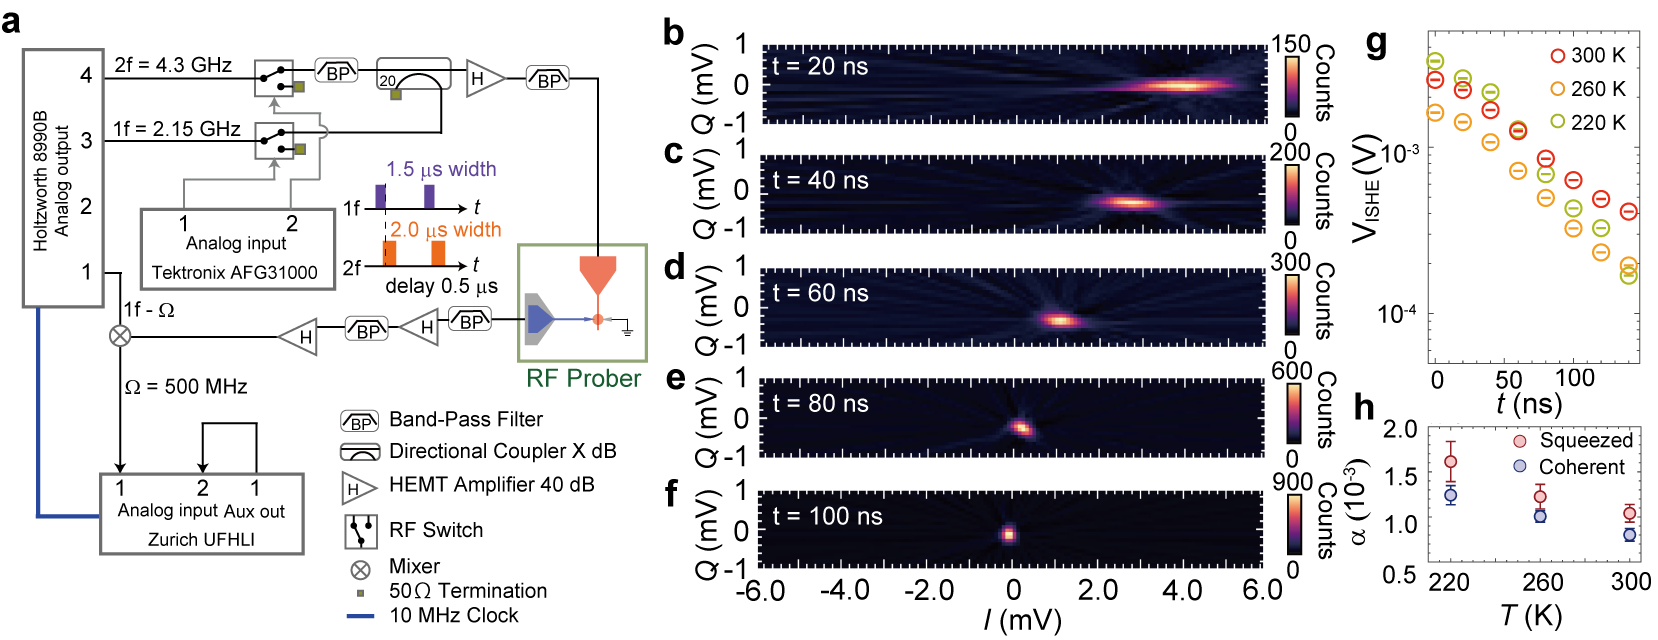 a
Holtzworth 8990B
Analog output
4
3
2
1
2f = 4.3 GHz
1f = 2.15 GHz
BP
20
H
BP
1
2
Analog input
Tektronix AFG31000
1.5 μs width
1f
t
2.0 μs width
2f
t
delay 0.5 μs
1f - Ω
H
BP
H
BP
RF Prober
Ω = 500 MHz
1
2
1
Analog input Aux out
Zurich UFHLI
BP
Band-Pass Filter
Directional Coupler X dB
H
HEMT Amplifier 40 dB
RF Switch
Mixer
50Ω Termination
10 MHz Clock
b
Q (mV)
1
0
-1
t = 20 ns
150
0
Counts
c
Q (mV)
1
0
-1
t = 40 ns
200
0
Counts
d
Q (mV)
1
0
-1
t = 60 ns
300
0
Counts
e
Q (mV)
1
0
-1
t = 80 ns
600
0
Counts
f
Q (mV)
1
0
-1
t = 100 ns
900
0
Counts
-6.0
-4.0
-2.0
0
2.0
4.0
6.0
I (mV)
g
300 K
260 K
220 K
VISHE (V)
10-3
10-4
0
50
100
t (ns)
h
Squeezed
Coherent
α (10-3)
2.0
1.5
1.0
0.5
220
260
300
T (K)